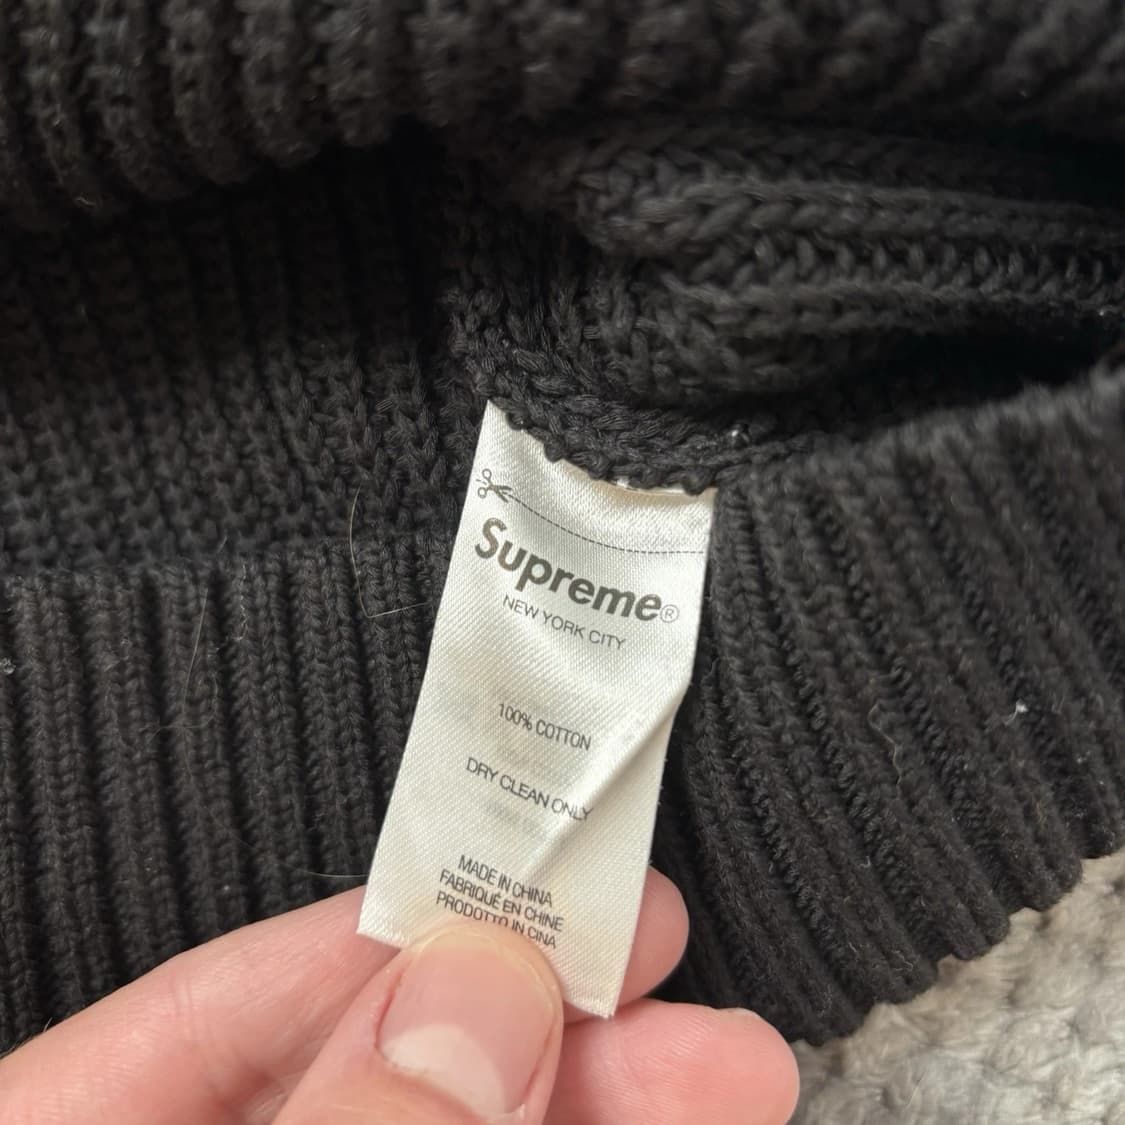 Supreme®
NEW YORK CITY
100% COTTON
DRY CLEAN ONLY
MADE IN CHINA
FABRIQUÉ EN CHINE
PRODOTTO IN CINA